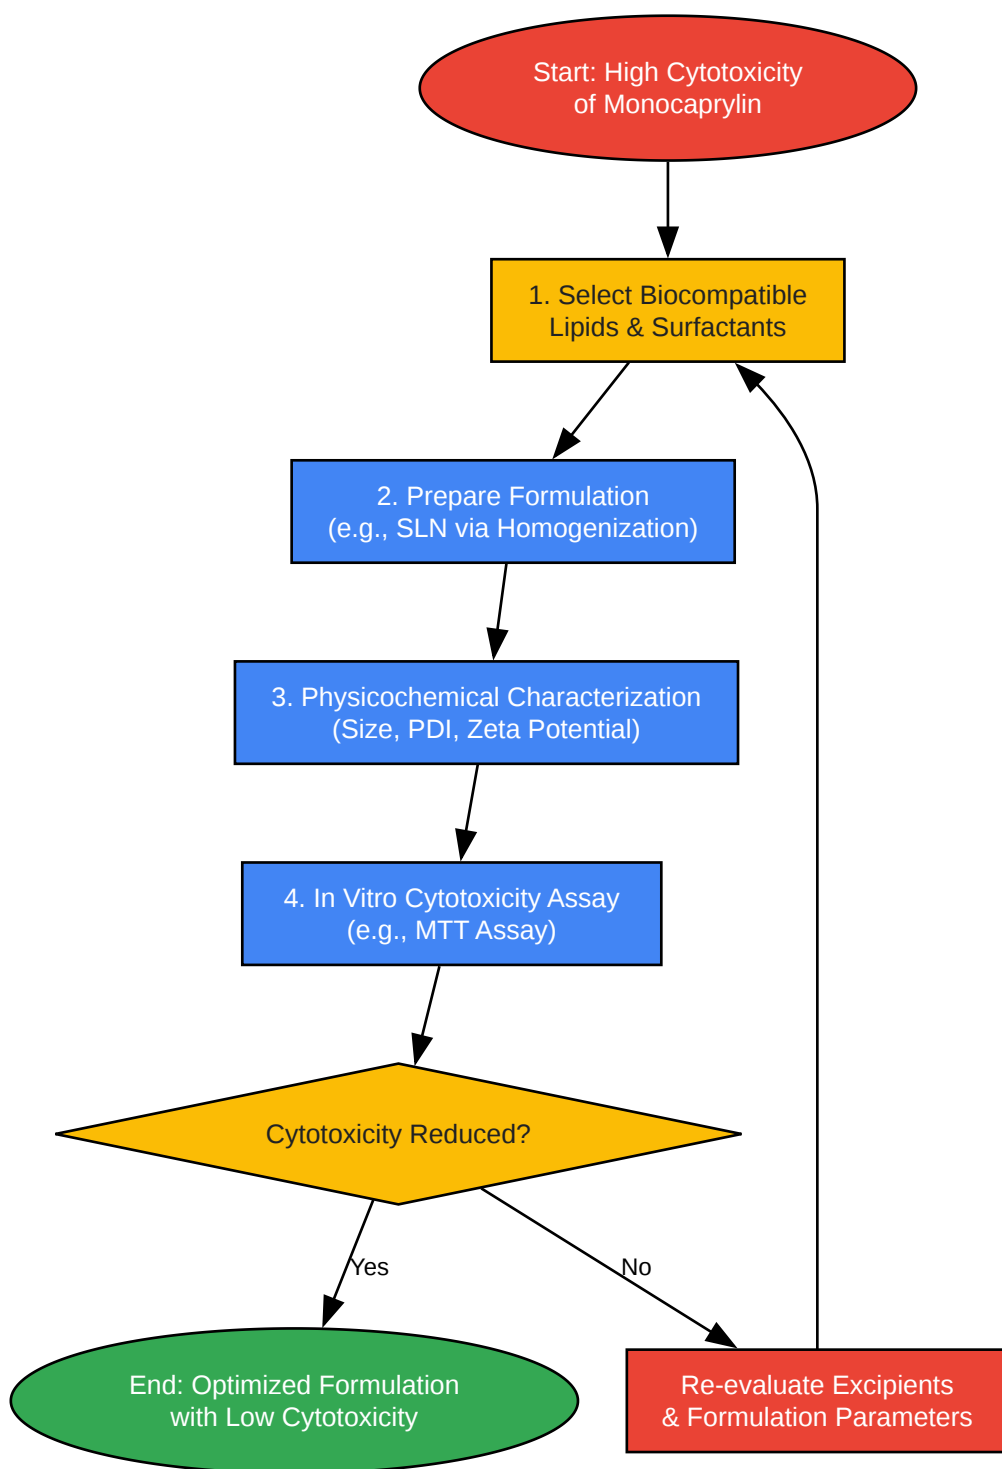 Start: High Cytotoxicity
of Monocaprylin
1. Select Biocompatible
Lipids & Surfactants
2. Prepare Formulation
(e.g., SLN via Homogenization)
3. Physicochemical Characterization
(Size, PDI, Zeta Potential)
4. In Vitro Cytotoxicity Assay
(e.g., MTT Assay)
Cytotoxicity Reduced?
Yes
No
End: Optimized Formulation
with Low Cytotoxicity
Re-evaluate Excipients
& Formulation Parameters